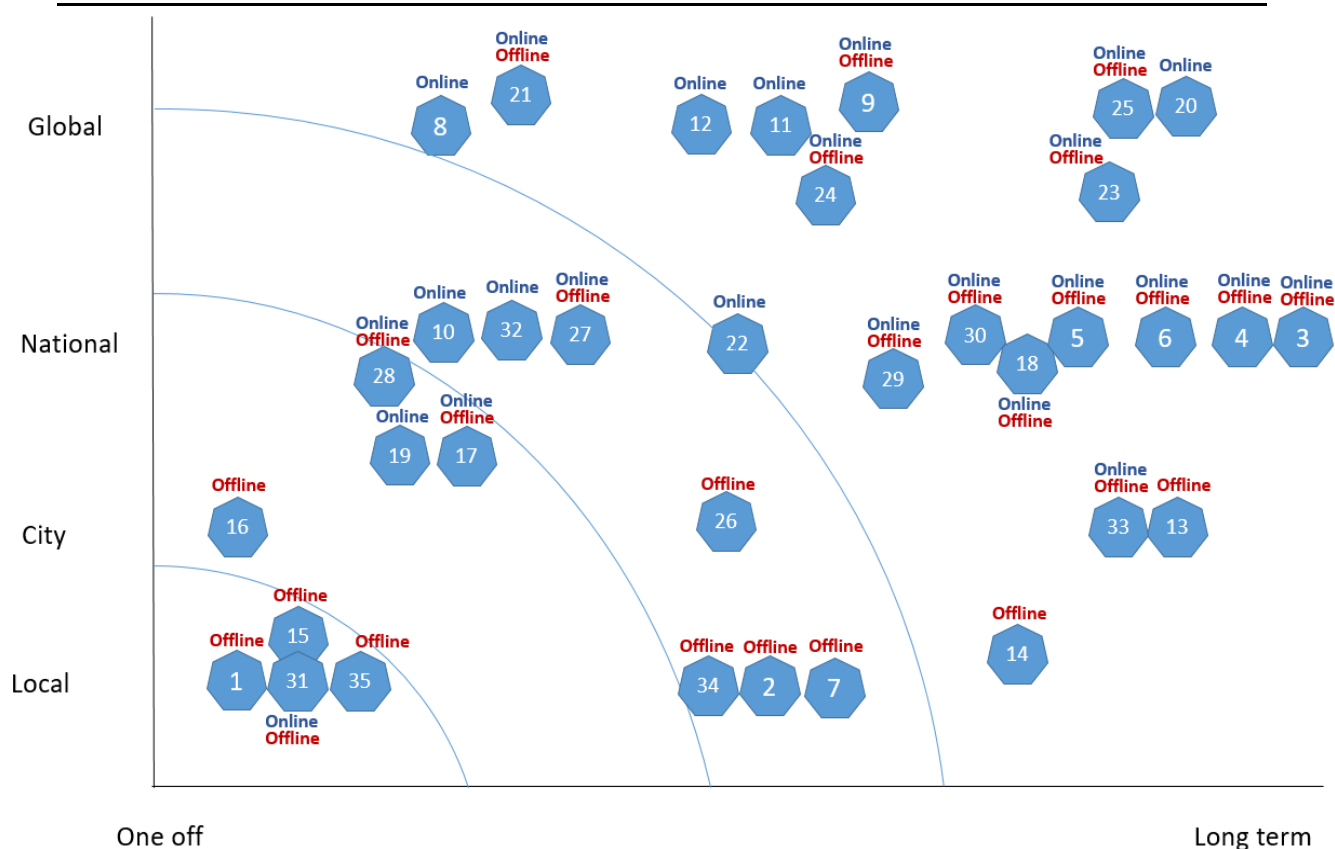 Online
Offline
21
Online
8
Online
12
Online
11
Online
Offline
9
Online
Offline
24
Online
Offline
25
Online
20
Online
Offline
23
Global
Online
10
Online
32
Online
Offline
27
Online
Offline
28
Online
22
Online
Offline
29
Online
Offline
30
18
Online
Offline
Online
Offline
5
Online
Offline
6
Online
Offline
4
Online
Offline
3
National
Online
19
Online
Offline
17
Offline
16
Offline
26
Online
Offline
33
Offline
13
City
Offline
15
Offline
1
31
Online
Offline
Offline
35
Offline
34
Offline
2
Offline
7
Offline
14
Local
One off
Long term